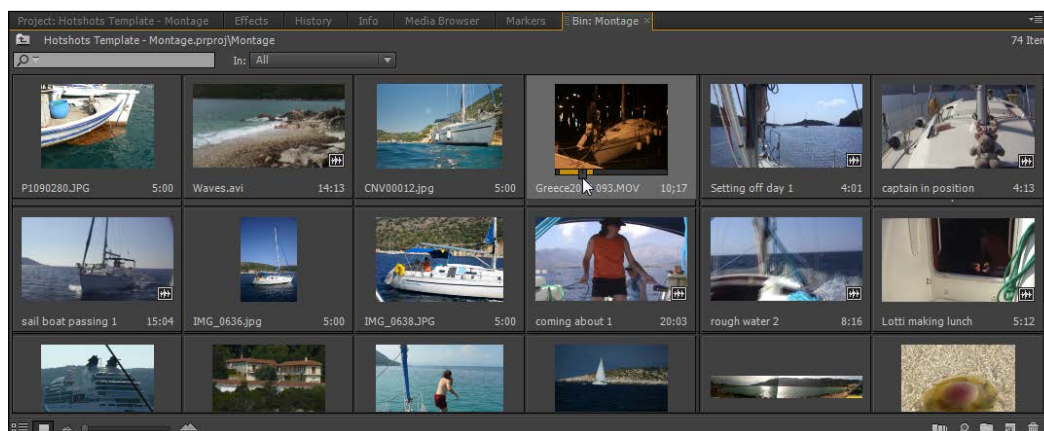 Project: Hotshots Template - Montage Effects History Info Media Browser Markers Bin: Montage ×
Hotshots Template - Montage.prproj\Montage 74 Iter
In: All
P1090280.JPG 5:00 Waves.avi 14:13 CNV00012.jpg 5:00 Greece20 093.MOV 10;17 Setting off day 1 4:01 captain in position 4:13
sail boat passing 1 15:04 IMG_0636.jpg 5:00 IMG_0638.JPG 5:00 coming about 1 20:03 rough water 2 8:16 Lotti making lunch 5:12